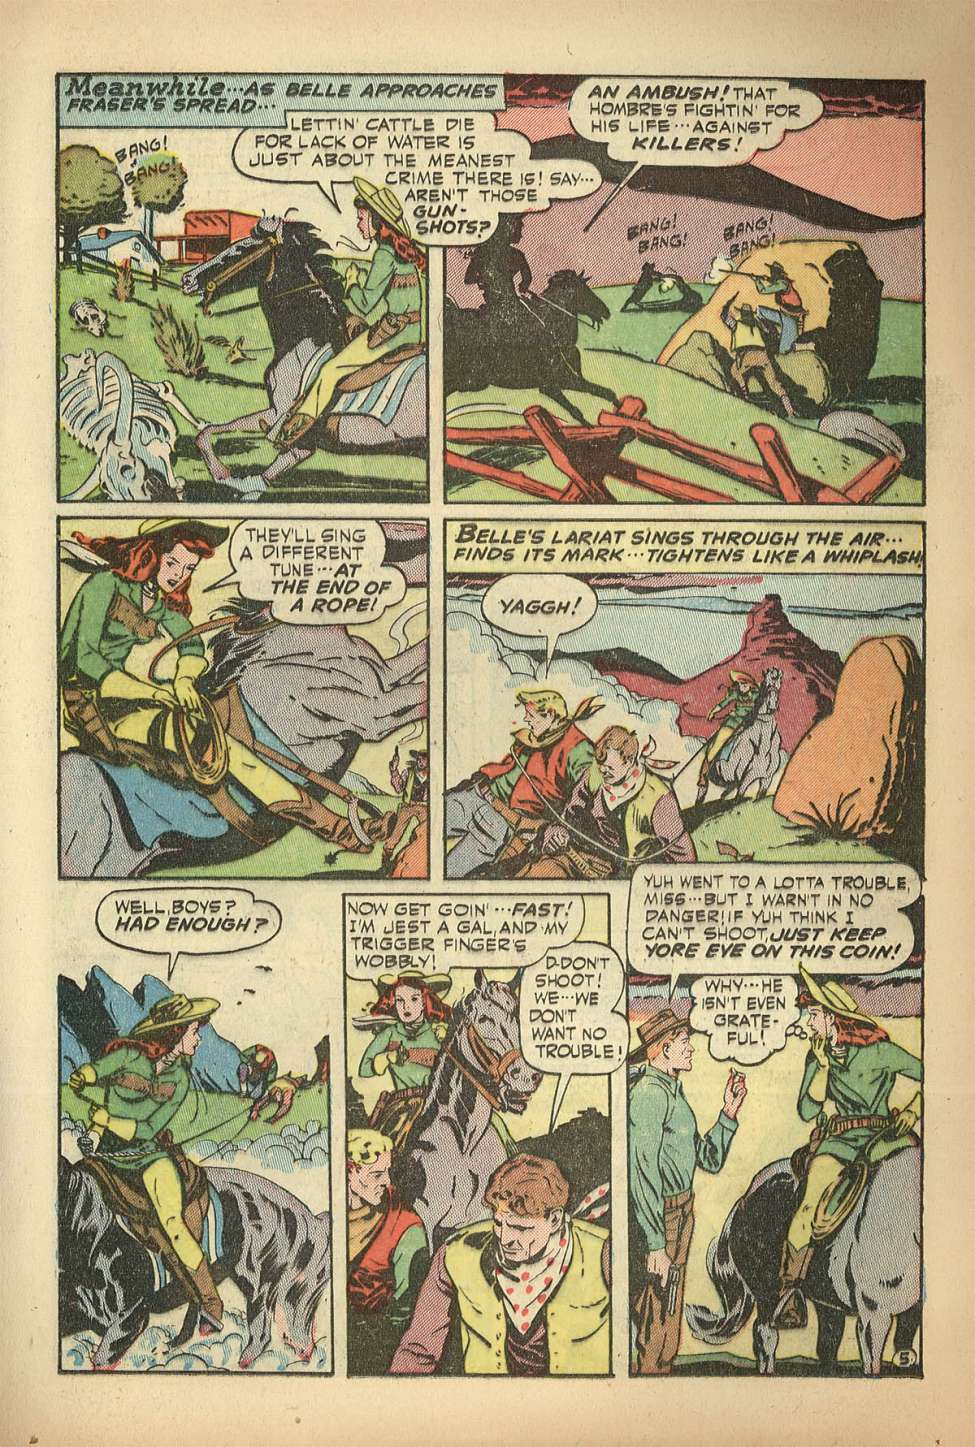 Meanwhile...AS BELLE APPROACHES
FRASER'S SPREAD...
BANG!
BANG!
LETTIN' CATTLE DIE
FOR LACK OF WATER IS
JUST ABOUT THE MEANEST
CRIME THERE IS! SAY...
AREN'T THOSE
GUN-
SHOTS?
AN AMBUSH! THAT
HOMBRE'S FIGHTIN' FOR
HIS LIFE...AGAINST
KILLERS!
BANG!
BANG!
BANG!
BANG!
THEY'LL SING
A DIFFERENT
TUNE...AT
THE END OF
A ROPE!
BELLE'S LARIAT SINGS THROUGH THE AIR...
FINDS ITS MARK...TIGHTENS LIKE A WHIPLASH!
YAGGH!
WELL, BOYS?
HAD ENOUGH?
NOW GET GOIN'...FAST!
I'M JEST A GAL, AND MY
TRIGGER FINGER'S
WOBBLY!
D-DON'T
SHOOT!
WE...WE
DON'T
WANT NO
TROUBLE!
YUH WENT TO A LOTTA TROUBLE,
MISS...BUT I WARN'T IN NO
DANGER! IF YUH THINK I
CAN'T SHOOT, JUST KEEP
YORE EYE ON THIS COIN!
WHY...HE
ISN'T EVEN
GRATE-
FUL!
5